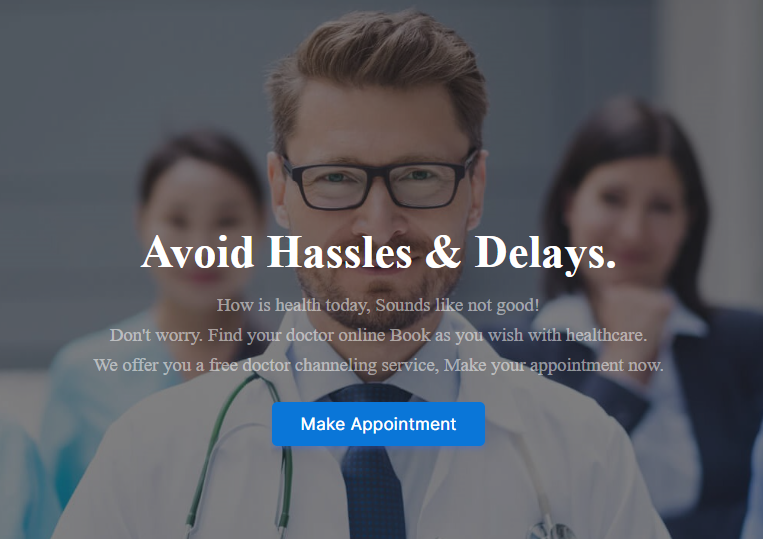 Avoid Hassles & Delays.
How is health today, Sounds like not good!
Don't worry. Find your doctor online Book as you wish with healthcare.
We offer you a free doctor channeling service, Make your appointment now.
Make Appointment